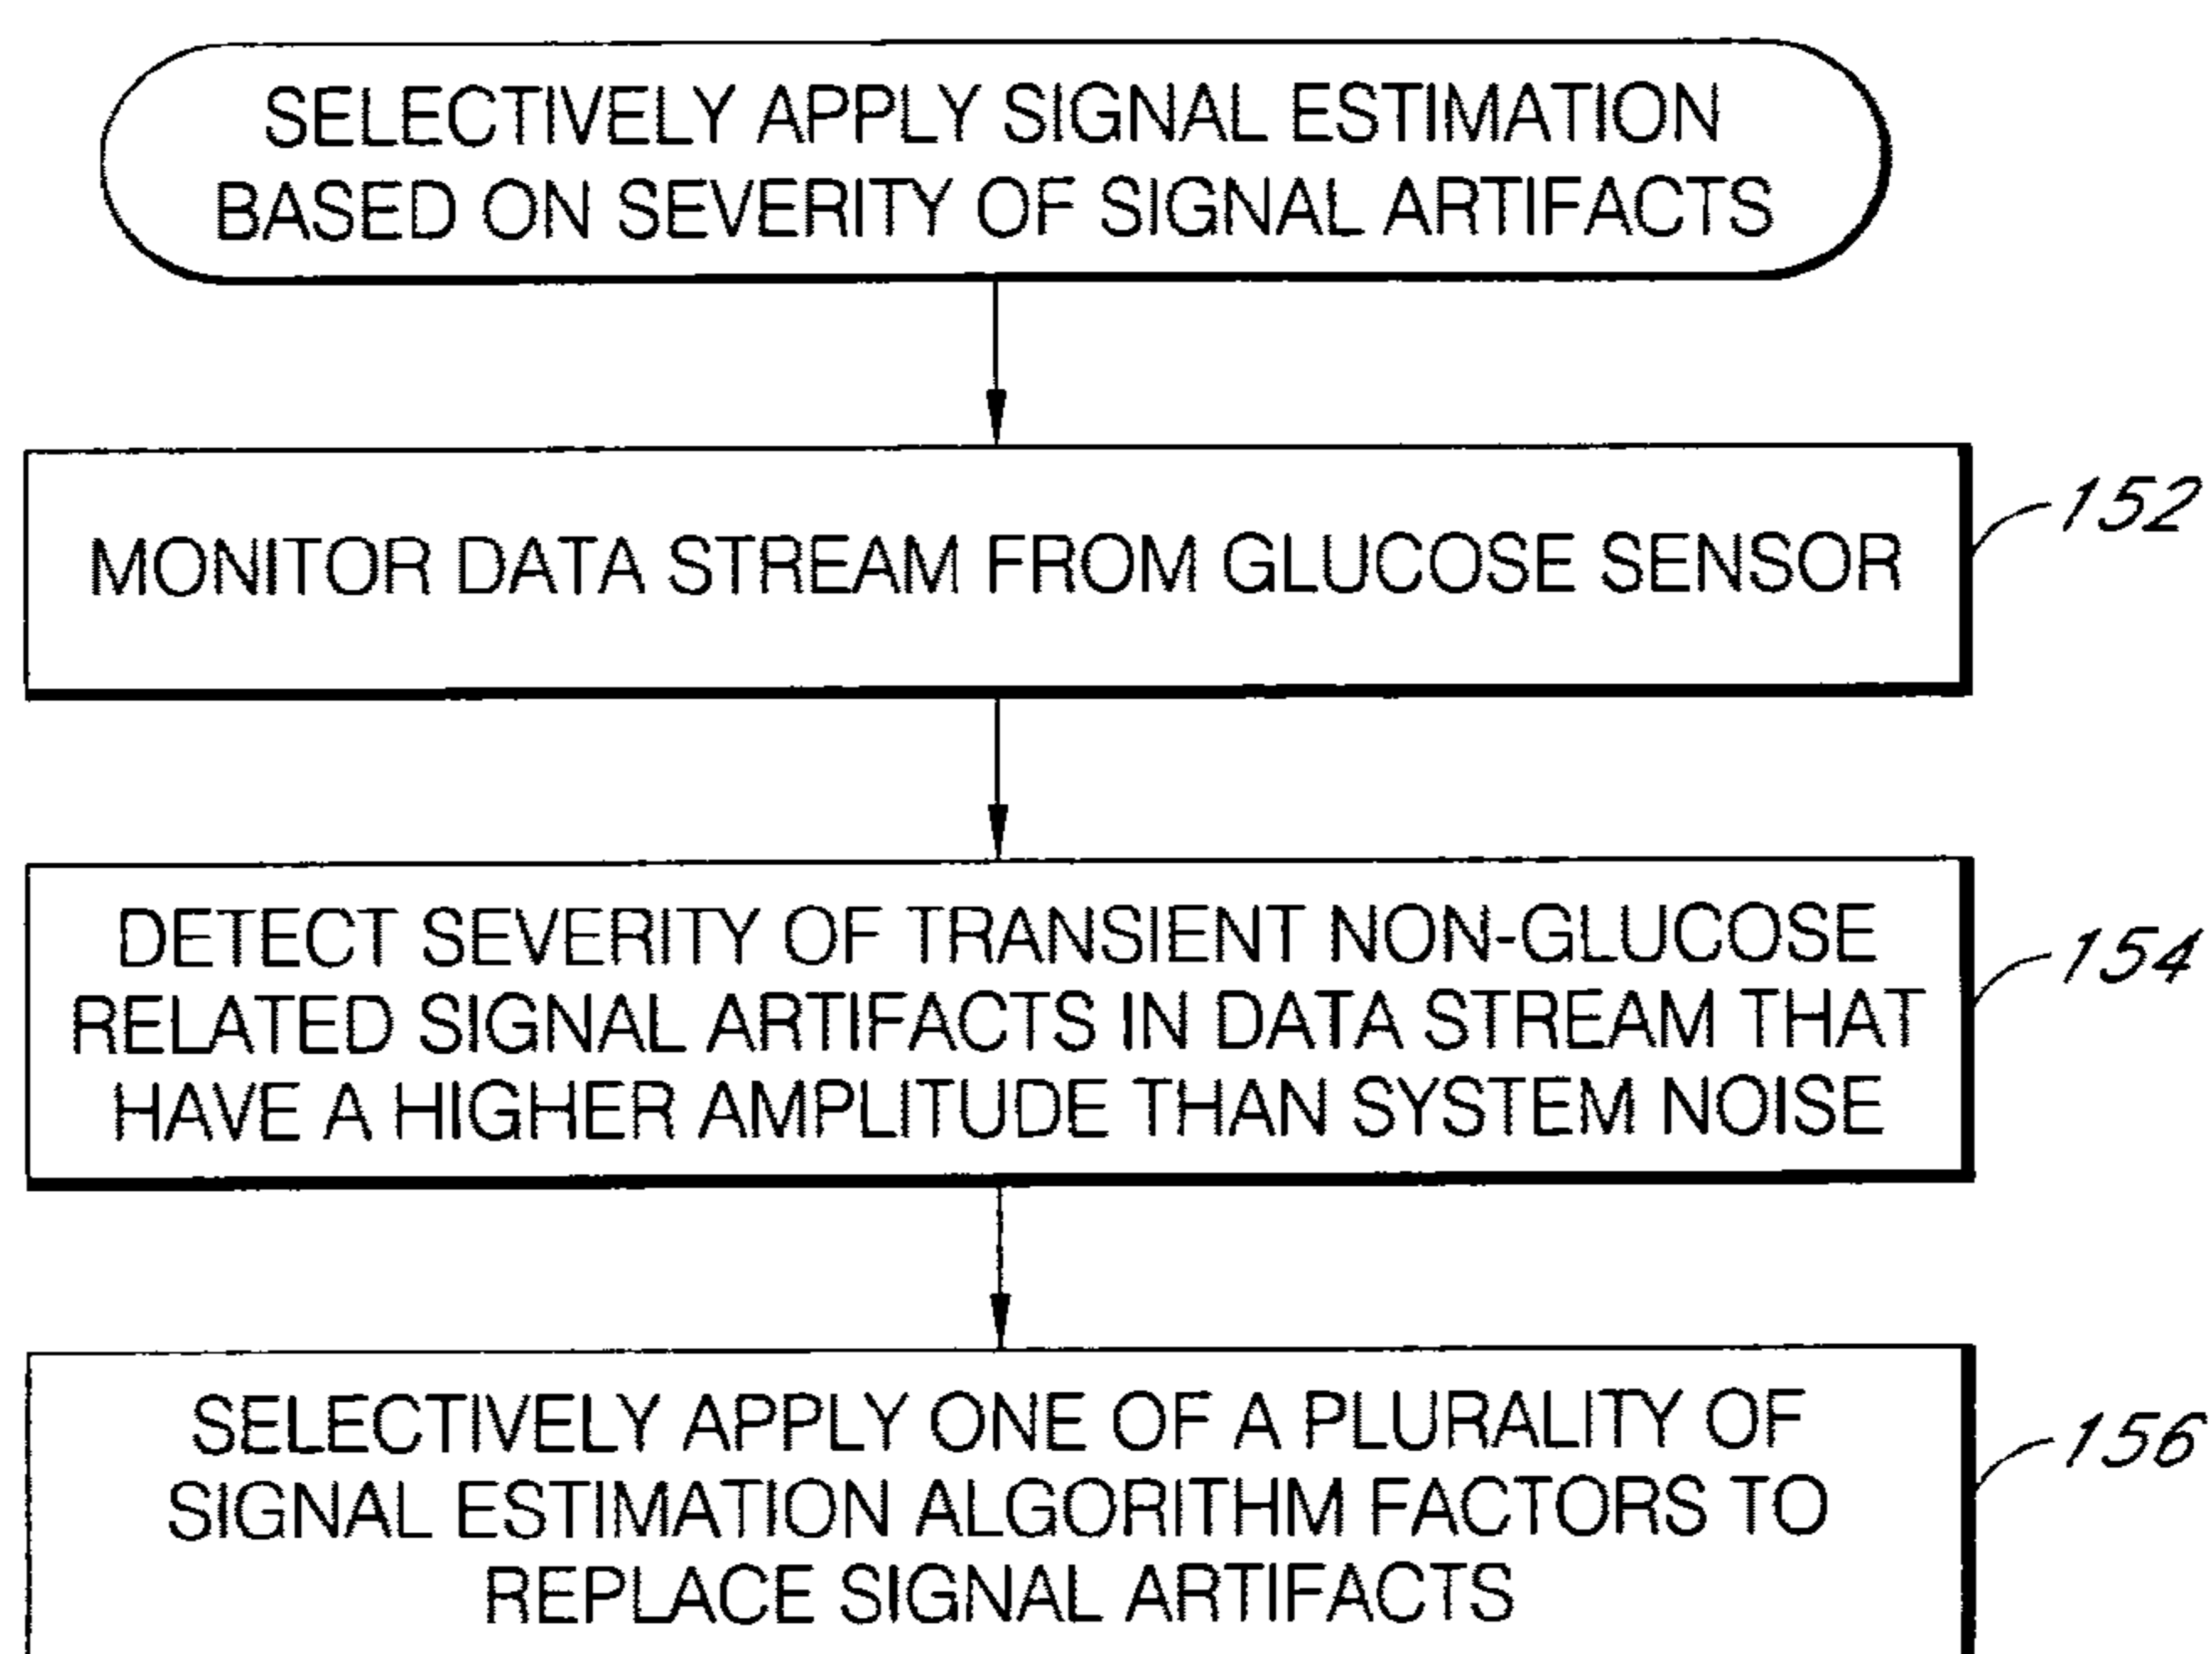 SELECTIVELY APPLY SIGNAL ESTIMATION
BASED ON SEVERITY OF SIGNAL ARTIFACTS
MONITOR DATA STREAM FROM GLUCOSE SENSOR
152
DETECT SEVERITY OF TRANSIENT NON-GLUCOSE
RELATED SIGNAL ARTIFACTS IN DATA STREAM THAT
HAVE A HIGHER AMPLITUDE THAN SYSTEM NOISE
154
SELECTIVELY APPLY ONE OF A PLURALITY OF
SIGNAL ESTIMATION ALGORITHM FACTORS TO
REPLACE SIGNAL ARTIFACTS
156